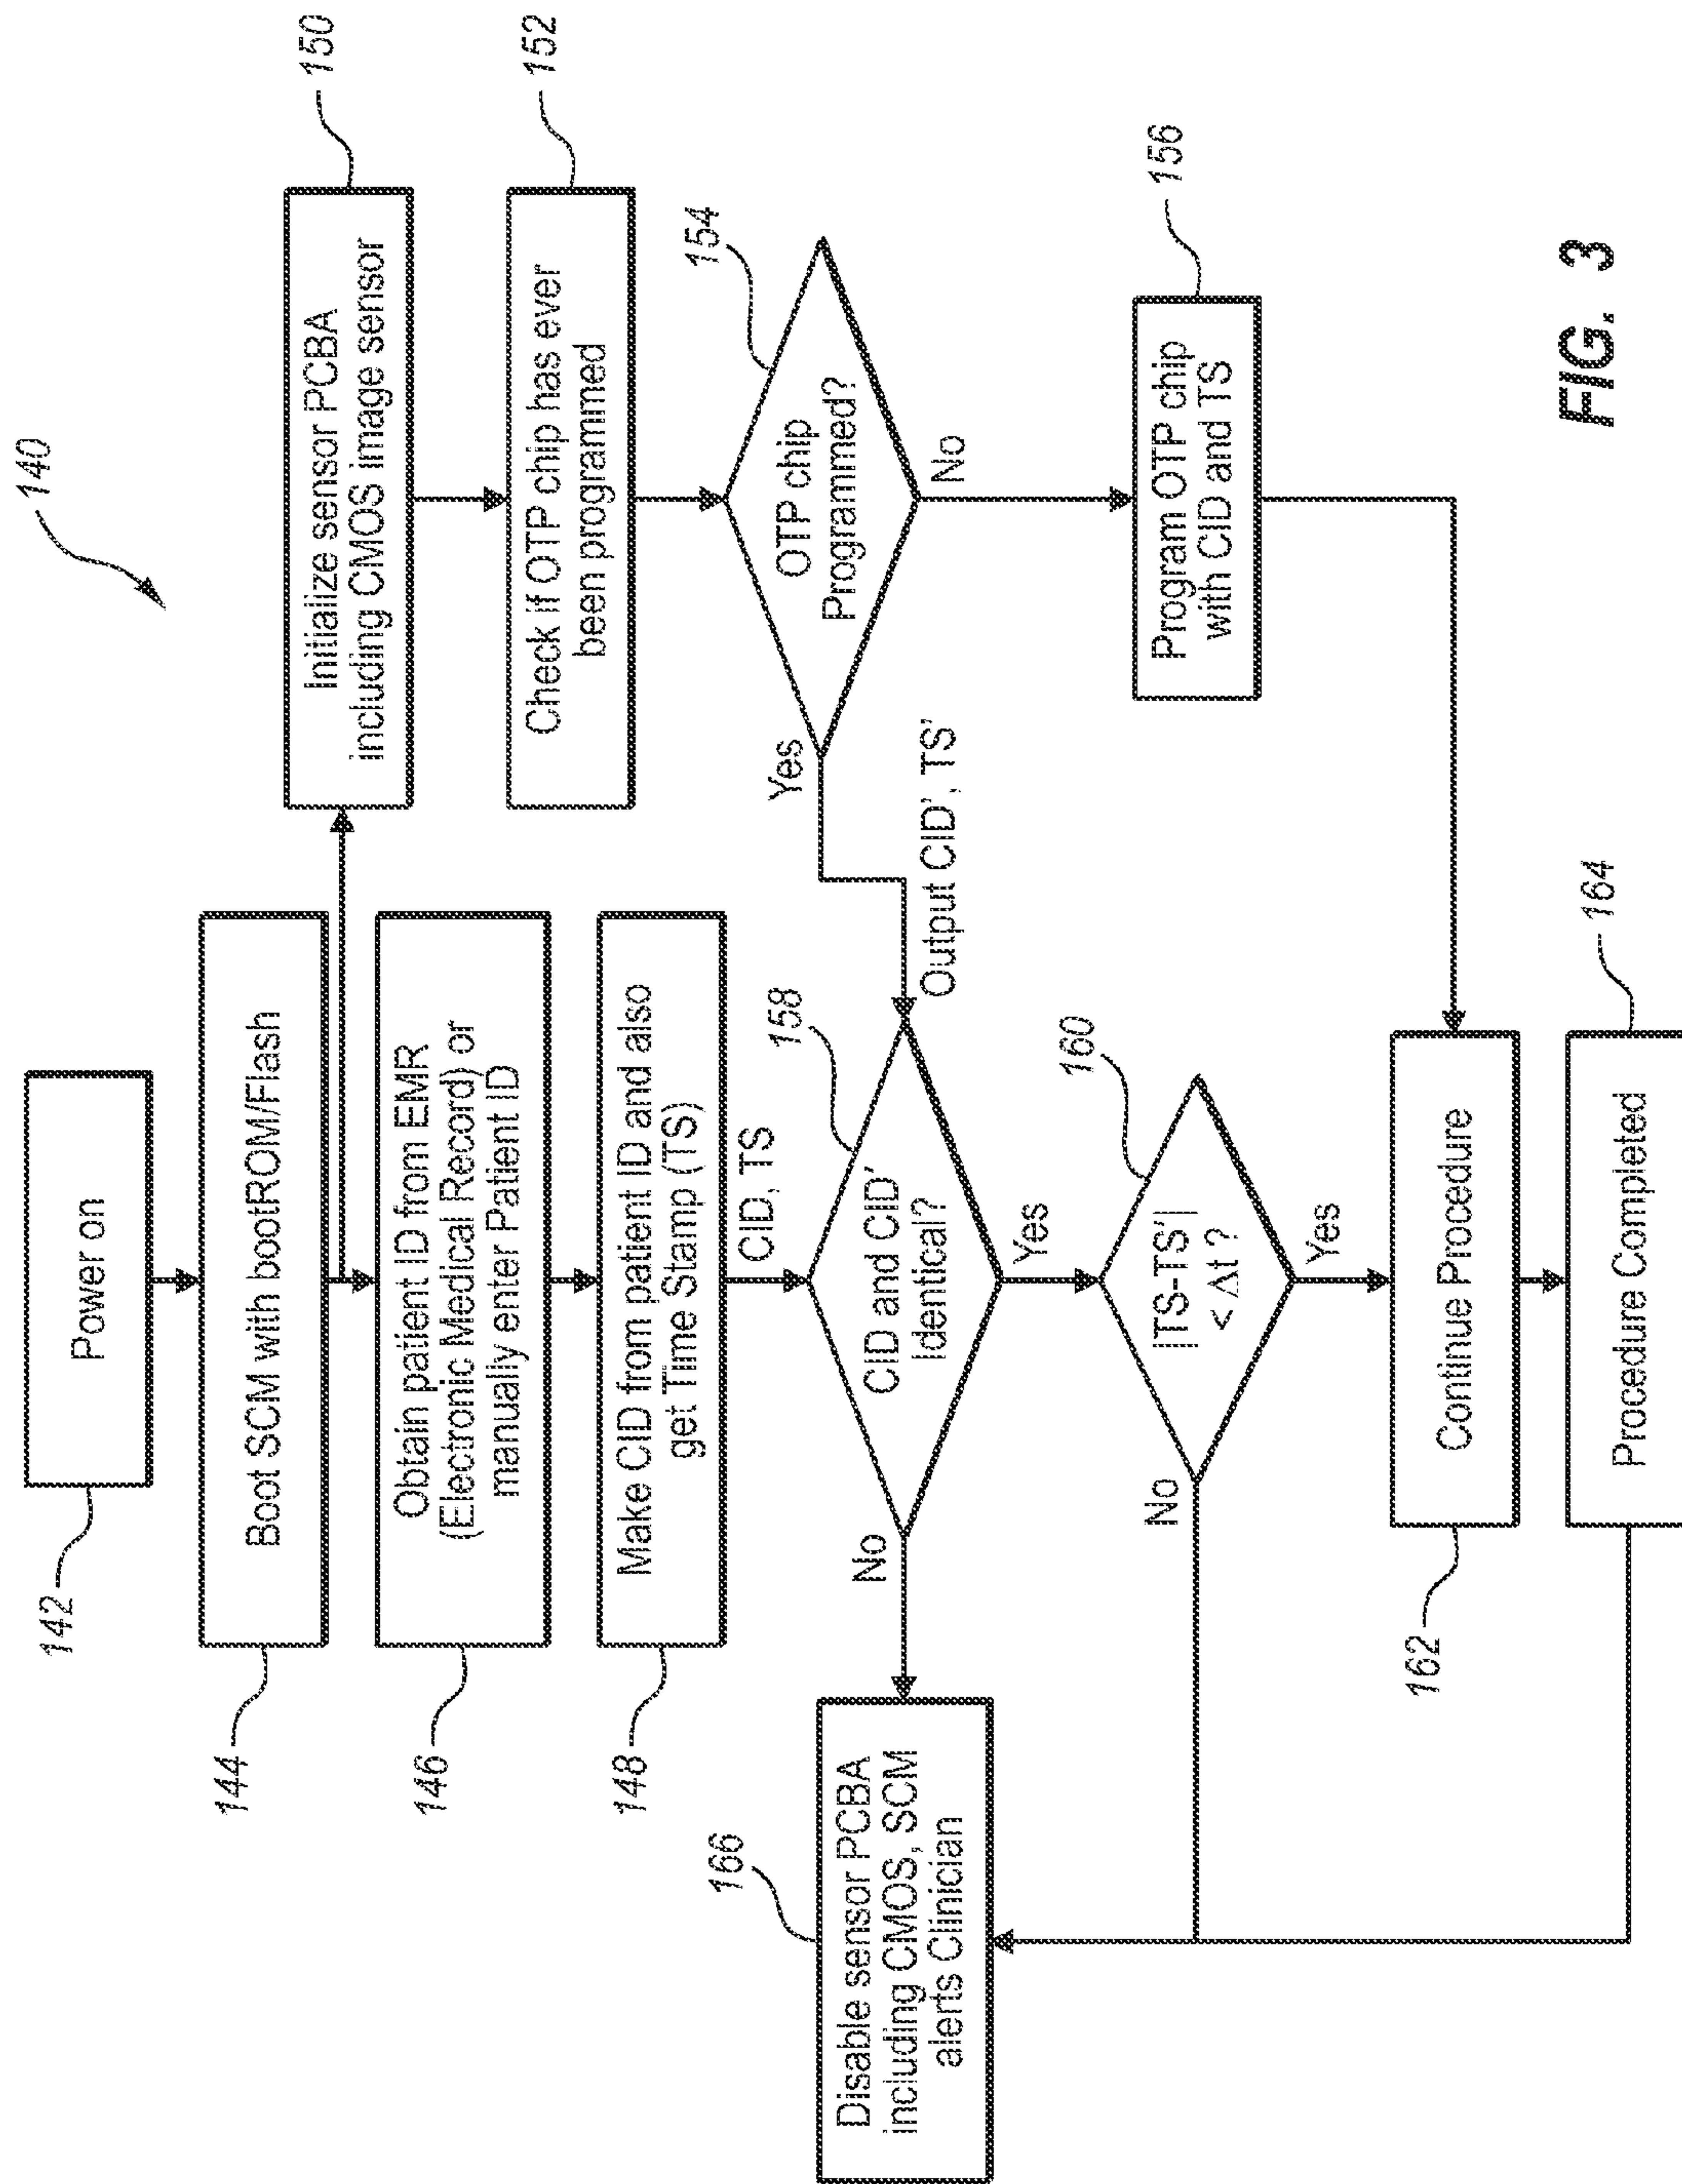 140
Power on
142
Boot SCM with bootROM/Flash
144
Obtain patient ID from EMR
(Electronic Medical Record) or
manually enter Patient ID
146
Make CID from patient ID and also
get Time Stamp (TS)
148
CID, TS
Initialize sensor PCBA
including CMOS image sensor
150
Check if OTP chip has ever
been programmed
152
OTP chip
Programmed?
154
Yes
No
Output CID', TS'
Program OTP chip
with CID and TS
156
CID and CID'
Identical?
158
No
Yes
|TS-TS'|
< Δt ?
160
No
Yes
Continue Procedure
162
Procedure Completed
164
Disable sensor PCBA
including CMOS, SCM
alerts Clinician
166
FIG. 3